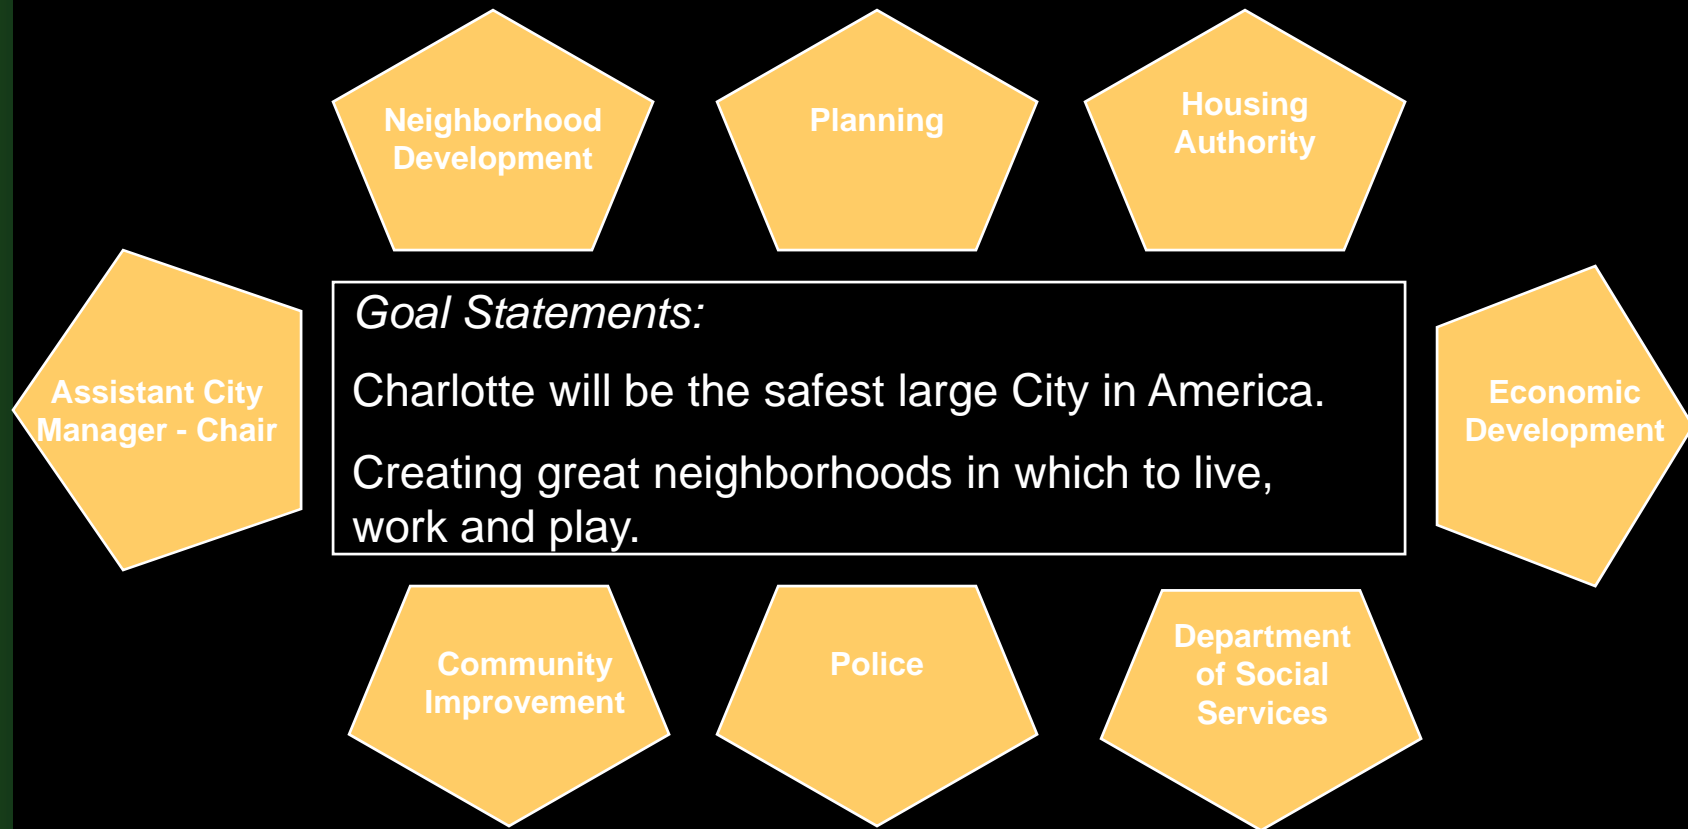 Neighborhood
Development
Planning
Housing
Authority
Assistant City
Manager - Chair
Goal Statements:
Charlotte will be the safest large City in America.
Creating great neighborhoods in which to live,
work and play.
Economic
Development
Community
Improvement
Police
Department
of Social
Services